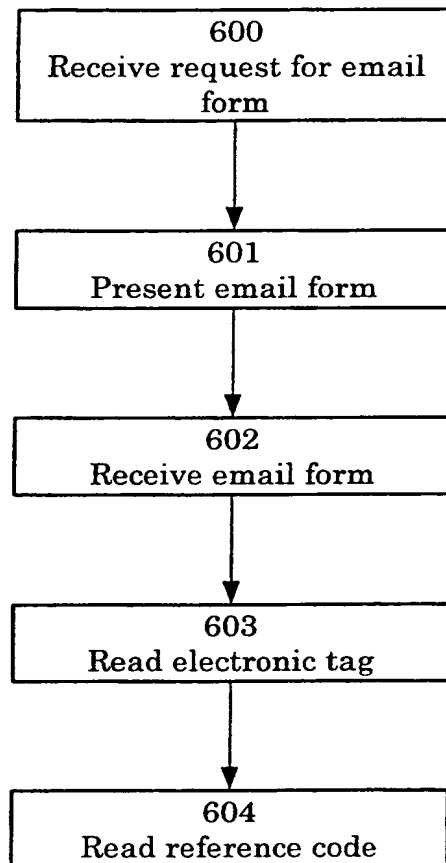 600
Receive request for email
form
601
Present email form
602
Receive email form
603
Read electronic tag
604
Read reference code